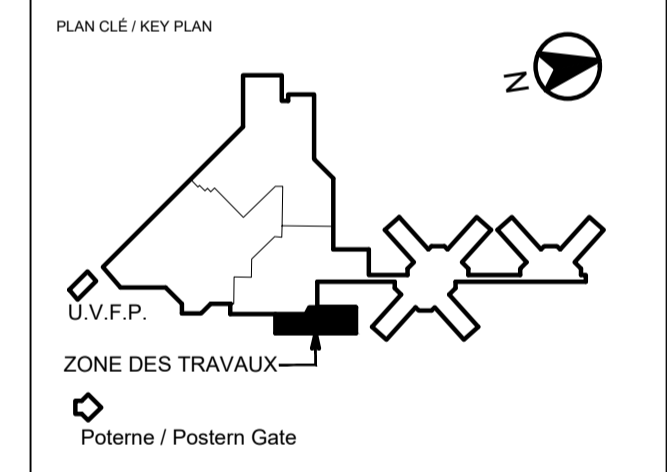 PLAN CLÉ / KEY PLAN
N
U.V.F.P.
ZONE DES TRAVAUX
Poterne / Postern Gate